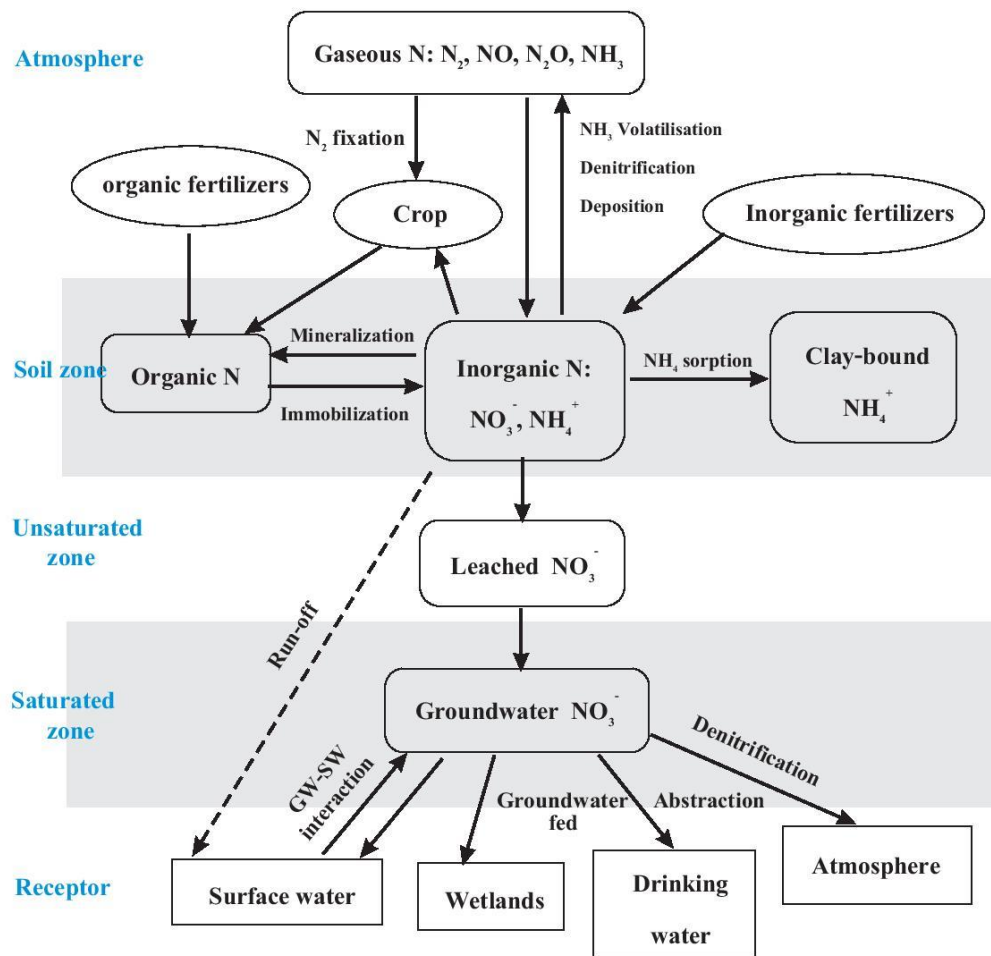 Atmosphere
Gaseous N: N₂, NO, N₂O, NH₃
N₂ fixation
NH₃ Volatilisation
Denitrification
Deposition
organic fertilizers
Crop
Inorganic fertilizers
Soil zone
Organic N
Mineralization
Immobilization
Inorganic N:
NO₃⁻, NH₄⁺
NH₄ sorption
Clay-bound
NH₄⁺
Unsaturated
zone
Leached NO₃⁻
Run-off
Saturated
zone
Groundwater NO₃⁻
GW-SW
interaction
Groundwater
fed
Abstraction
Denitrification
Receptor
Surface water
Wetlands
Drinking
water
Atmosphere